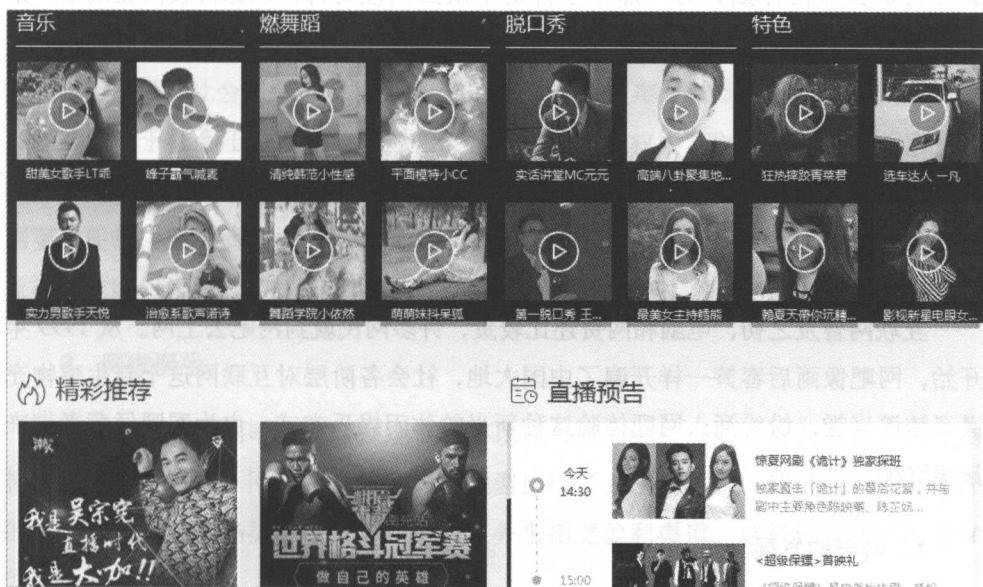 音乐
燃舞蹈
脱口秀
特色
甜美女歌手LT乖
峰子霸气喊麦
清纯韩范小性感
平面模特小CC
实话讲堂MC元元
高端八卦聚集地...
狂热摔跤青菜君
选车达人 一凡
实力男歌手天悦
治愈系歌声诺诗
舞蹈学院小依然
萌萌妹抖呆狐
第一脱口秀 王...
最美女主持
翰夏天带你玩
影视新星电眼女...
精彩推荐
直播预告
我是吴宗宪
直播时代
我是大咖!!
世界格斗冠军赛
做自己的英雄
今天
14:30
惊夏网剧《诡计》独家探班
独家直击「诡计」的幕后花絮,并与
剧中主要角色陈映蓁、陈芷
15:00
<超级保镖>首映礼